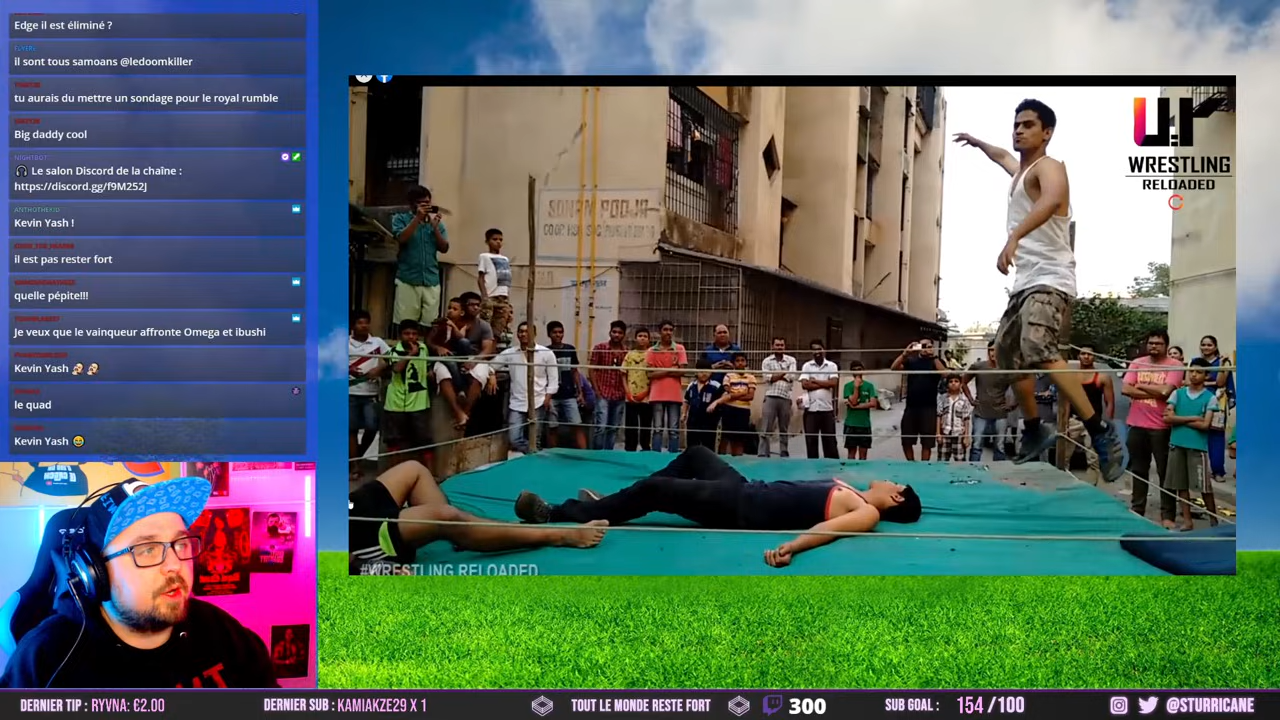 Edge il est éliminé ?
il sont tous samoans @ledoomkiller
tu aurais du mettre un sondage pour le royal rumble
Big daddy cool
NIGHTBOT
🎧 Le salon Discord de la chaîne :
https://discord.gg/f9M252J
Kevin Yash !
il est pas rester fort
quelle pépite!!!
Je veux que le vainqueur affronte Omega et ibushi
Kevin Yash
le quad
Kevin Yash 😆
WRESTLING
RELOADED
SONAM POOJA
#WRESTLING RELOADED
DERNIER TIP : RYVNA: €2.00
DERNIER SUB : KAMIAKZE29 X 1
TOUT LE MONDE RESTE FORT
300
SUB GOAL : 154 /100
@STURRICANE